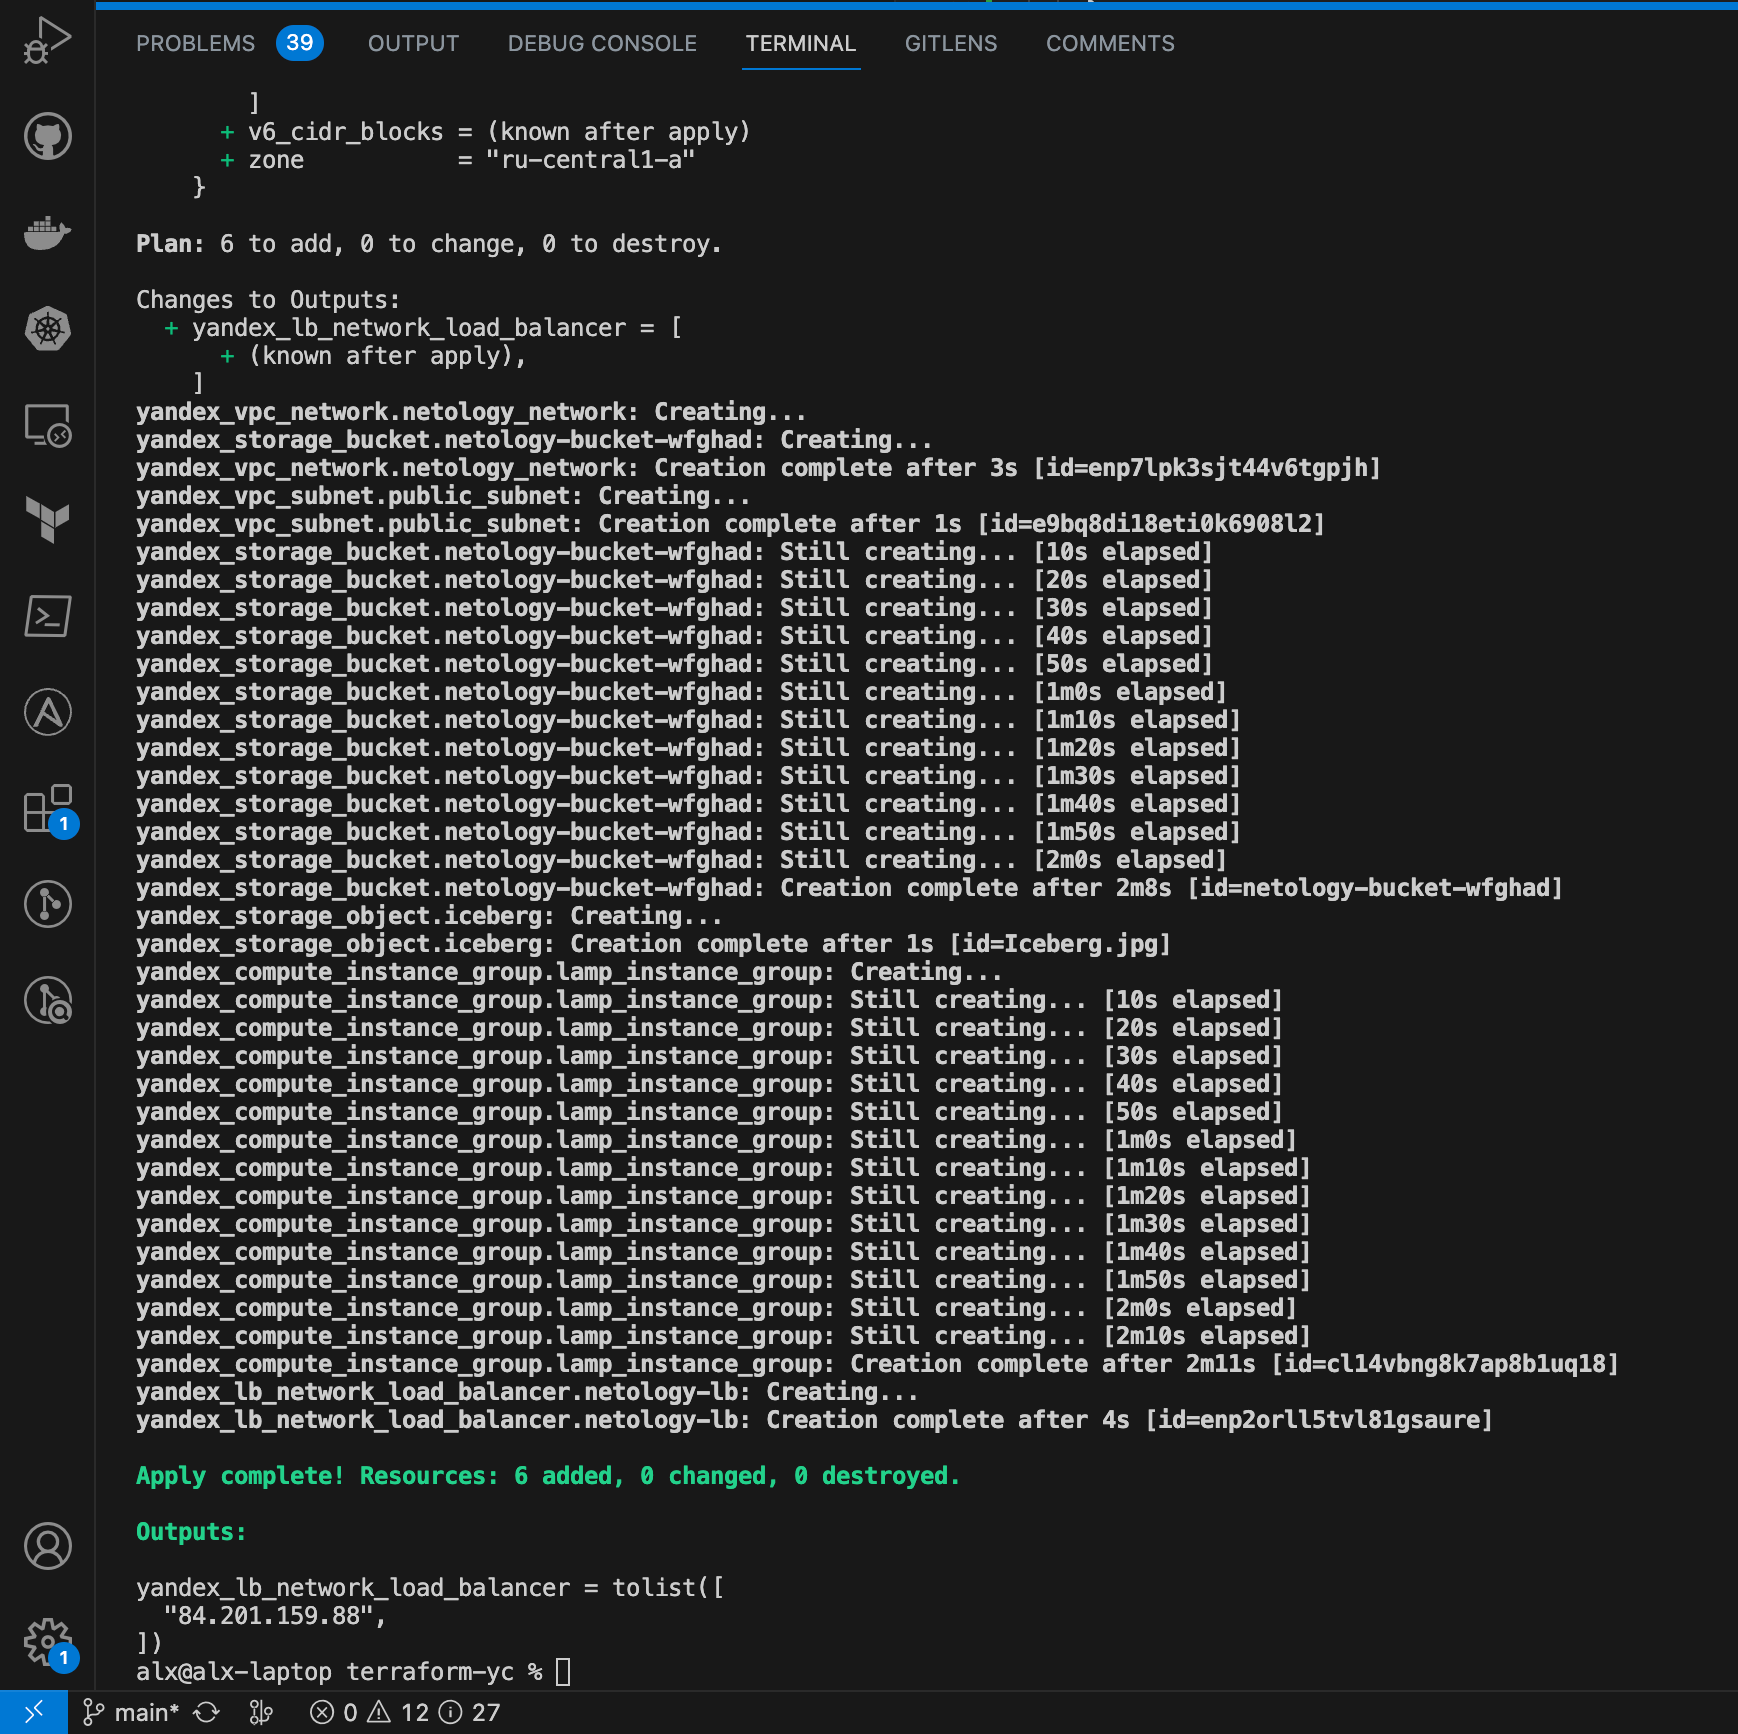 PROBLEMS 39 OUTPUT DEBUG CONSOLE TERMINAL GITLENS COMMENTS
]
+ v6_cidr_blocks = (known after apply)
+ zone = "ru-central1-a"
}
Plan: 6 to add, 0 to change, 0 to destroy.
Changes to Outputs:
+ yandex_lb_network_load_balancer = [
+ (known after apply),
]
yandex_vpc_network.netology_network: Creating...
yandex_storage_bucket.netology-bucket-wfghad: Creating...
yandex_vpc_network.netology_network: Creation complete after 3s [id=enp7lpk3sjt44v6tgpjh]
yandex_vpc_subnet.public_subnet: Creating...
yandex_vpc_subnet.public_subnet: Creation complete after 1s [id=e9bq8di18eti0k6908l2]
yandex_storage_bucket.netology-bucket-wfghad: Still creating... [10s elapsed]
yandex_storage_bucket.netology-bucket-wfghad: Still creating... [20s elapsed]
yandex_storage_bucket.netology-bucket-wfghad: Still creating... [30s elapsed]
yandex_storage_bucket.netology-bucket-wfghad: Still creating... [40s elapsed]
yandex_storage_bucket.netology-bucket-wfghad: Still creating... [50s elapsed]
yandex_storage_bucket.netology-bucket-wfghad: Still creating... [1m0s elapsed]
yandex_storage_bucket.netology-bucket-wfghad: Still creating... [1m10s elapsed]
yandex_storage_bucket.netology-bucket-wfghad: Still creating... [1m20s elapsed]
yandex_storage_bucket.netology-bucket-wfghad: Still creating... [1m30s elapsed]
yandex_storage_bucket.netology-bucket-wfghad: Still creating... [1m40s elapsed]
yandex_storage_bucket.netology-bucket-wfghad: Still creating... [1m50s elapsed]
yandex_storage_bucket.netology-bucket-wfghad: Still creating... [2m0s elapsed]
yandex_storage_bucket.netology-bucket-wfghad: Creation complete after 2m8s [id=netology-bucket-wfghad]
yandex_storage_object.iceberg: Creating...
yandex_storage_object.iceberg: Creation complete after 1s [id=Iceberg.jpg]
yandex_compute_instance_group.lamp_instance_group: Creating...
yandex_compute_instance_group.lamp_instance_group: Still creating... [10s elapsed]
yandex_compute_instance_group.lamp_instance_group: Still creating... [20s elapsed]
yandex_compute_instance_group.lamp_instance_group: Still creating... [30s elapsed]
yandex_compute_instance_group.lamp_instance_group: Still creating... [40s elapsed]
yandex_compute_instance_group.lamp_instance_group: Still creating... [50s elapsed]
yandex_compute_instance_group.lamp_instance_group: Still creating... [1m0s elapsed]
yandex_compute_instance_group.lamp_instance_group: Still creating... [1m10s elapsed]
yandex_compute_instance_group.lamp_instance_group: Still creating... [1m20s elapsed]
yandex_compute_instance_group.lamp_instance_group: Still creating... [1m30s elapsed]
yandex_compute_instance_group.lamp_instance_group: Still creating... [1m40s elapsed]
yandex_compute_instance_group.lamp_instance_group: Still creating... [1m50s elapsed]
yandex_compute_instance_group.lamp_instance_group: Still creating... [2m0s elapsed]
yandex_compute_instance_group.lamp_instance_group: Still creating... [2m10s elapsed]
yandex_compute_instance_group.lamp_instance_group: Creation complete after 2m11s [id=cl14vbng8k7ap8b1uq18]
yandex_lb_network_load_balancer.netology-lb: Creating...
yandex_lb_network_load_balancer.netology-lb: Creation complete after 4s [id=enp2orll5tvl81gsaure]
Apply complete! Resources: 6 added, 0 changed, 0 destroyed.
Outputs:
yandex_lb_network_load_balancer = tolist([
"84.201.159.88",
])
alx@alx-laptop terraform-yc %
1
1
main* 0 12 27